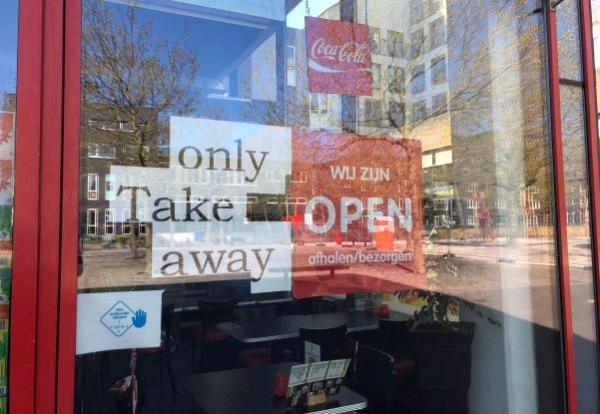 Coca-Cola
only
Take
away
WIJ ZIJN
OPEN
afhalen/bezorgen